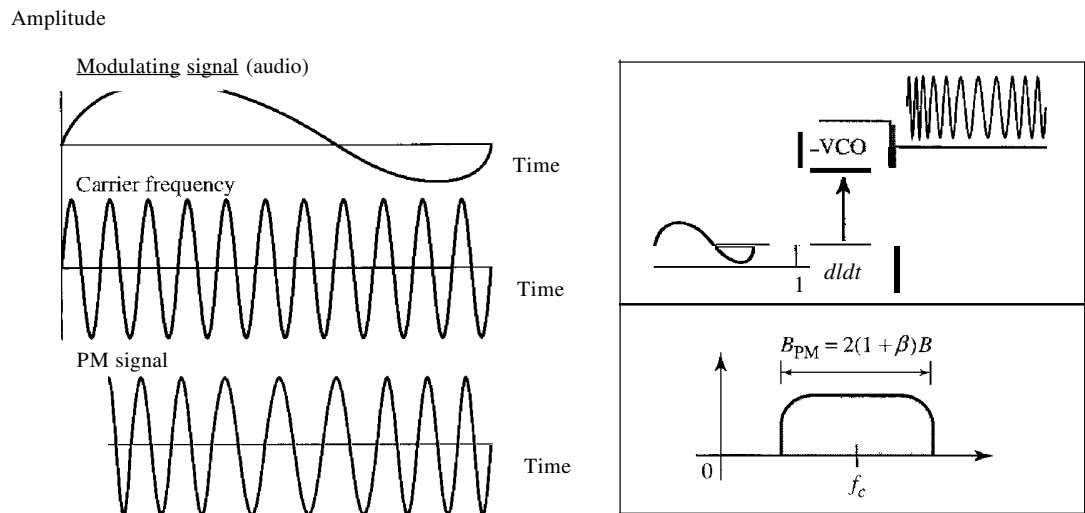 Amplitude
Modulating signal (audio)
Time
Carrier frequency
Time
PM signal
Time
VCO
1
dldt
B_PM = 2(1 + β)B
0
f_c